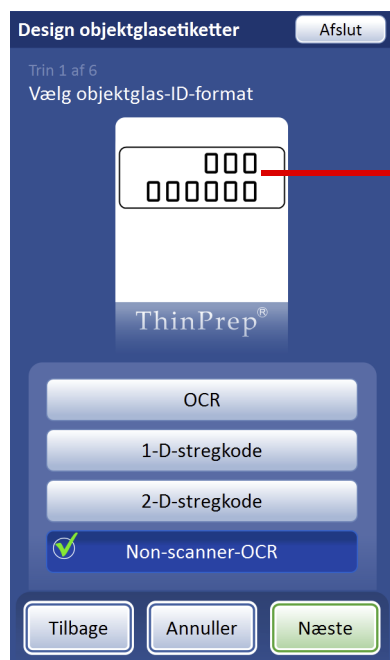 Design objektglasetiketter
Afslut
Trin 1 af 6
Vælg objektglas-ID-format
000
000000
ThinPrep®
OCR
1-D-stregkode
2-D-stregkode
Non-scanner-OCR
Tilbage
Annuller
Næste